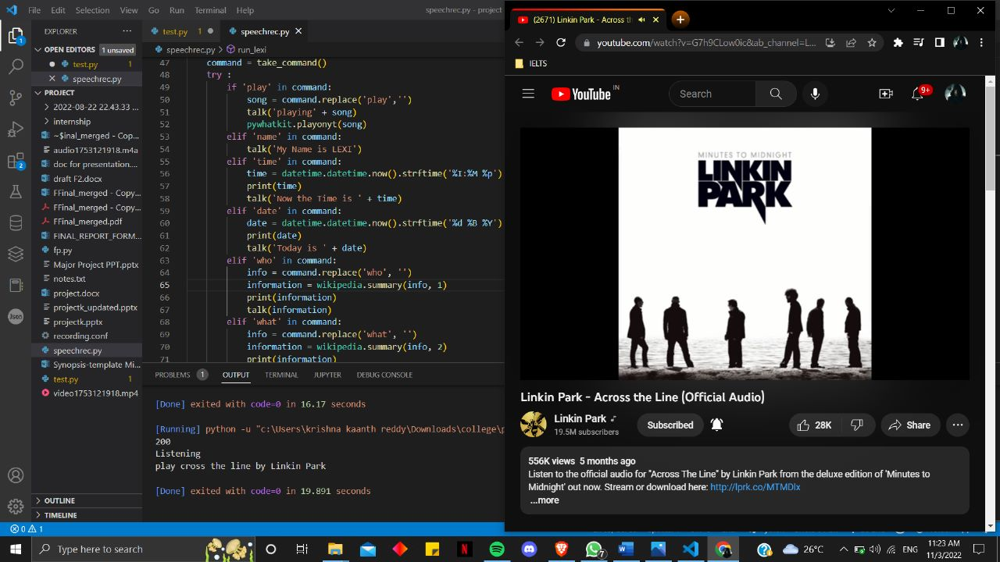 File Edit Selection View Go Run Terminal Help
speechrec.py - project
EXPLORER
OPEN EDITORS 1 unsaved
test.py 1
speechrec.py
PROJECT
2022-08-22 22.43.33 ...
internship
~$inal_merged - Cop...
audio1753121918.m4a
doc for presentation....
draft F2.docx
FFinal_merged - Copy...
FFinal_merged - Copy...
FFinal_merged.pdf
FINAL_REPORT_FORM...
fp.py
Major Project PPT.pptx
notes.txt
project.docx
projectk_updated.pptx
projectk.pptx
recording.conf
speechrec.py
Synopsis-template Mi...
test.py 1
video1753121918.mp4
OUTLINE
TIMELINE
1
2
Json
test.py 1
speechrec.py
speechrec.py > run_lexi
47 command = take_command()
48 try :
49 if 'play' in command:
50 song = command.replace('play','')
51 talk('playing' + song)
52 pywhatkit.playonyt(song)
53 elif 'name' in command:
54 talk('My Name is LEXI')
55 elif 'time' in command:
56 time = datetime.datetime.now().strftime('%I:%M %p')
57 print(time)
58 talk('Now the Time is ' + time)
59 elif 'date' in command:
60 date = datetime.datetime.now().strftime('%d %B %Y')
61 print(date)
62 talk('Today is ' + date)
63 elif 'who' in command:
64 info = command.replace('who', '')
65 information = wikipedia.summary(info, 1)
66 print(information)
67 talk(information)
68 elif 'what' in command:
69 info = command.replace('what', '')
70 information = wikipedia.summary(info, 2)
71 print(information)
PROBLEMS 1 OUTPUT TERMINAL JUPYTER DEBUG CONSOLE
[Done] exited with code=0 in 16.17 seconds
[Running] python -u "c:\Users\krishna kaanth reddy\Downloads\college\p
200
Listening
play cross the line by Linkin Park
[Done] exited with code=0 in 19.891 seconds
0 1
(2671) Linkin Park - Across th
youtube.com/watch?v=G7h9CLow0ic&ab_channel=L...
IELTS
YouTube IN
Search
9+
MINUTES TO MIDNIGHT
LINKIN
PARK
Linkin Park - Across the Line (Official Audio)
Linkin Park
19.5M subscribers
Subscribed
28K
Share
556K views 5 months ago
Listen to the official audio for "Across The Line" by Linkin Park from the deluxe edition of 'Minutes to
Midnight' out now. Stream or download here: http://lprk.co/MTMDlx
...more
Type here to search
7
26°C
ENG
11:23 AM
11/3/2022